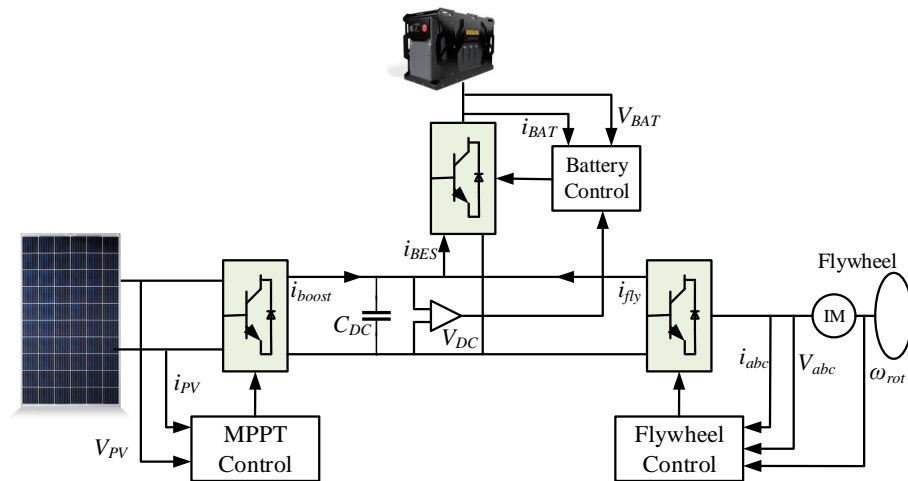 i_BAT
V_BAT
Battery
Control
i_BES
Flywheel
i_boost
i_fly
C_DC
V_DC
IM
i_PV
i_abc
V_abc
ω_rot
V_PV
MPPT
Control
Flywheel
Control